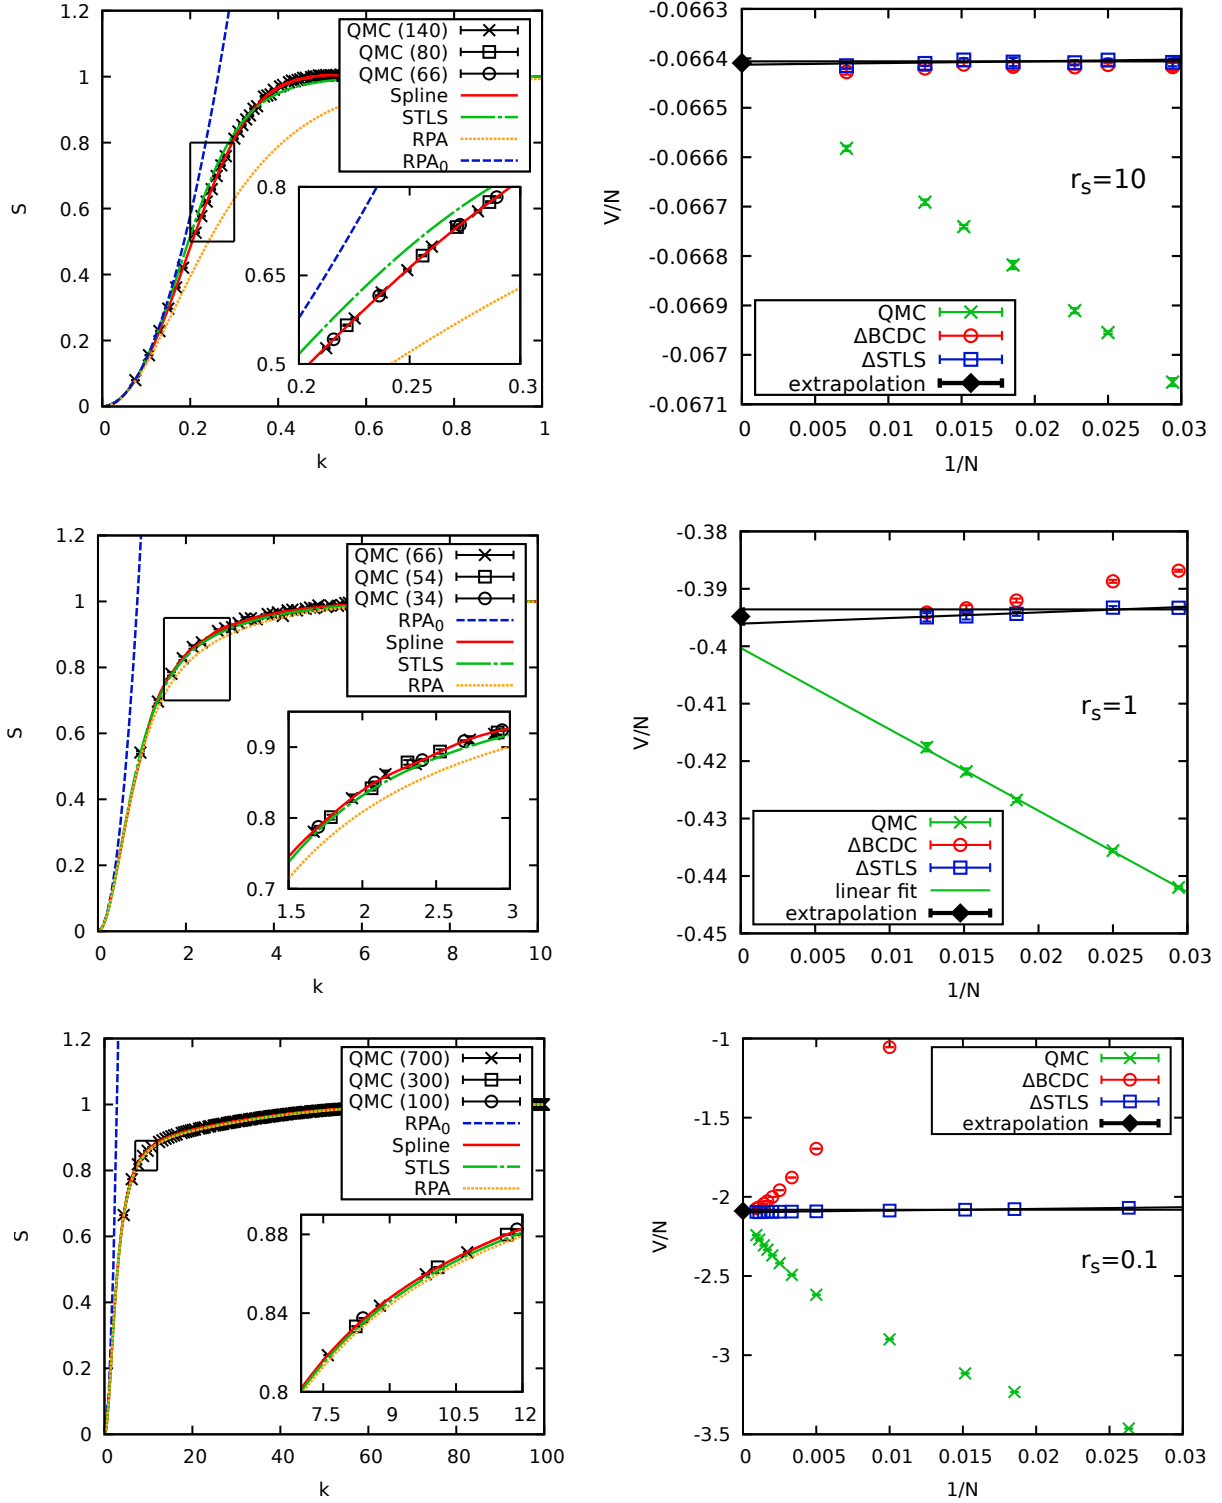 1.2
1
0.8
0.6
0.4
0.2
0
S
0
0.2
0.4
0.6
0.8
1
k
QMC (140)
QMC (80)
QMC (66)
Spline
STLS
RPA
RPA₀
0.8
0.65
0.5
0.2
0.25
0.3
-0.0663
-0.0664
-0.0665
-0.0666
-0.0667
-0.0668
-0.0669
-0.067
-0.0671
V/N
0
0.005
0.01
0.015
0.02
0.025
0.03
1/N
rₛ=10
QMC
ΔBCDC
ΔSTLS
extrapolation
1.2
1
0.8
0.6
0.4
0.2
0
S
0
2
4
6
8
10
k
QMC (66)
QMC (54)
QMC (34)
RPA₀
Spline
STLS
RPA
0.9
0.8
0.7
1.5
2
2.5
3
-0.38
-0.39
-0.4
-0.41
-0.42
-0.43
-0.44
-0.45
V/N
0
0.005
0.01
0.015
0.02
0.025
0.03
1/N
rₛ=1
QMC
ΔBCDC
ΔSTLS
linear fit
extrapolation
1.2
1
0.8
0.6
0.4
0.2
0
S
0
20
40
60
80
100
k
QMC (700)
QMC (300)
QMC (100)
RPA₀
Spline
STLS
RPA
0.88
0.84
0.8
7.5
9
10.5
12
-1
-1.5
-2
-2.5
-3
-3.5
V/N
0
0.005
0.01
0.015
0.02
0.025
0.03
1/N
rₛ=0.1
QMC
ΔBCDC
ΔSTLS
extrapolation